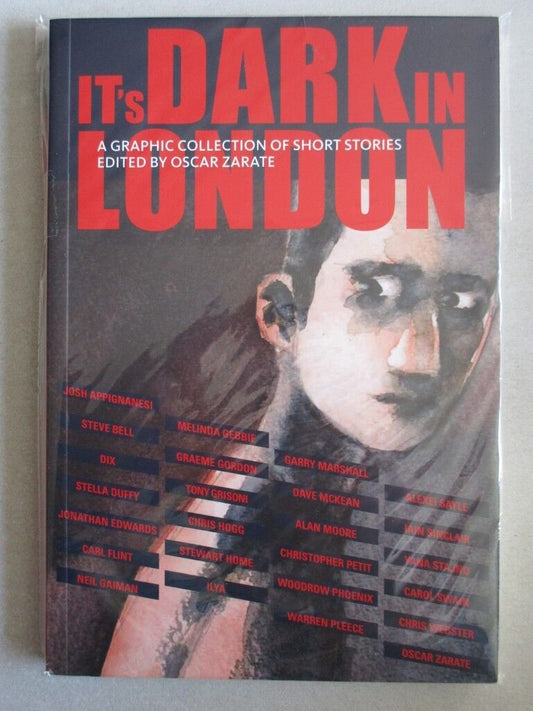 IT'S DARK IN
LONDON
A GRAPHIC COLLECTION OF SHORT STORIES
EDITED BY OSCAR ZARATE
JOSH APPIGNANESI
STEVE BELL
DIX
STELLA DUFFY
JONATHAN EDWARDS
CARL FLINT
NEIL GAIMAN
MELINDA GEBBIE
GRAEME GORDON
TONY GRISONI
CHRIS HOGG
STEWART HOME
ILYA
GARRY MARSHALL
DAVE MCKEAN
ALAN MOORE
CHRISTOPHER PETIT
WOODROW PHOENIX
WARREN PLEECE
ALEXEI SAYLE
IAIN SINCLAIR
YANA STAJNO
CAROL SWAIN
CHRIS WEBSTER
OSCAR ZARATE